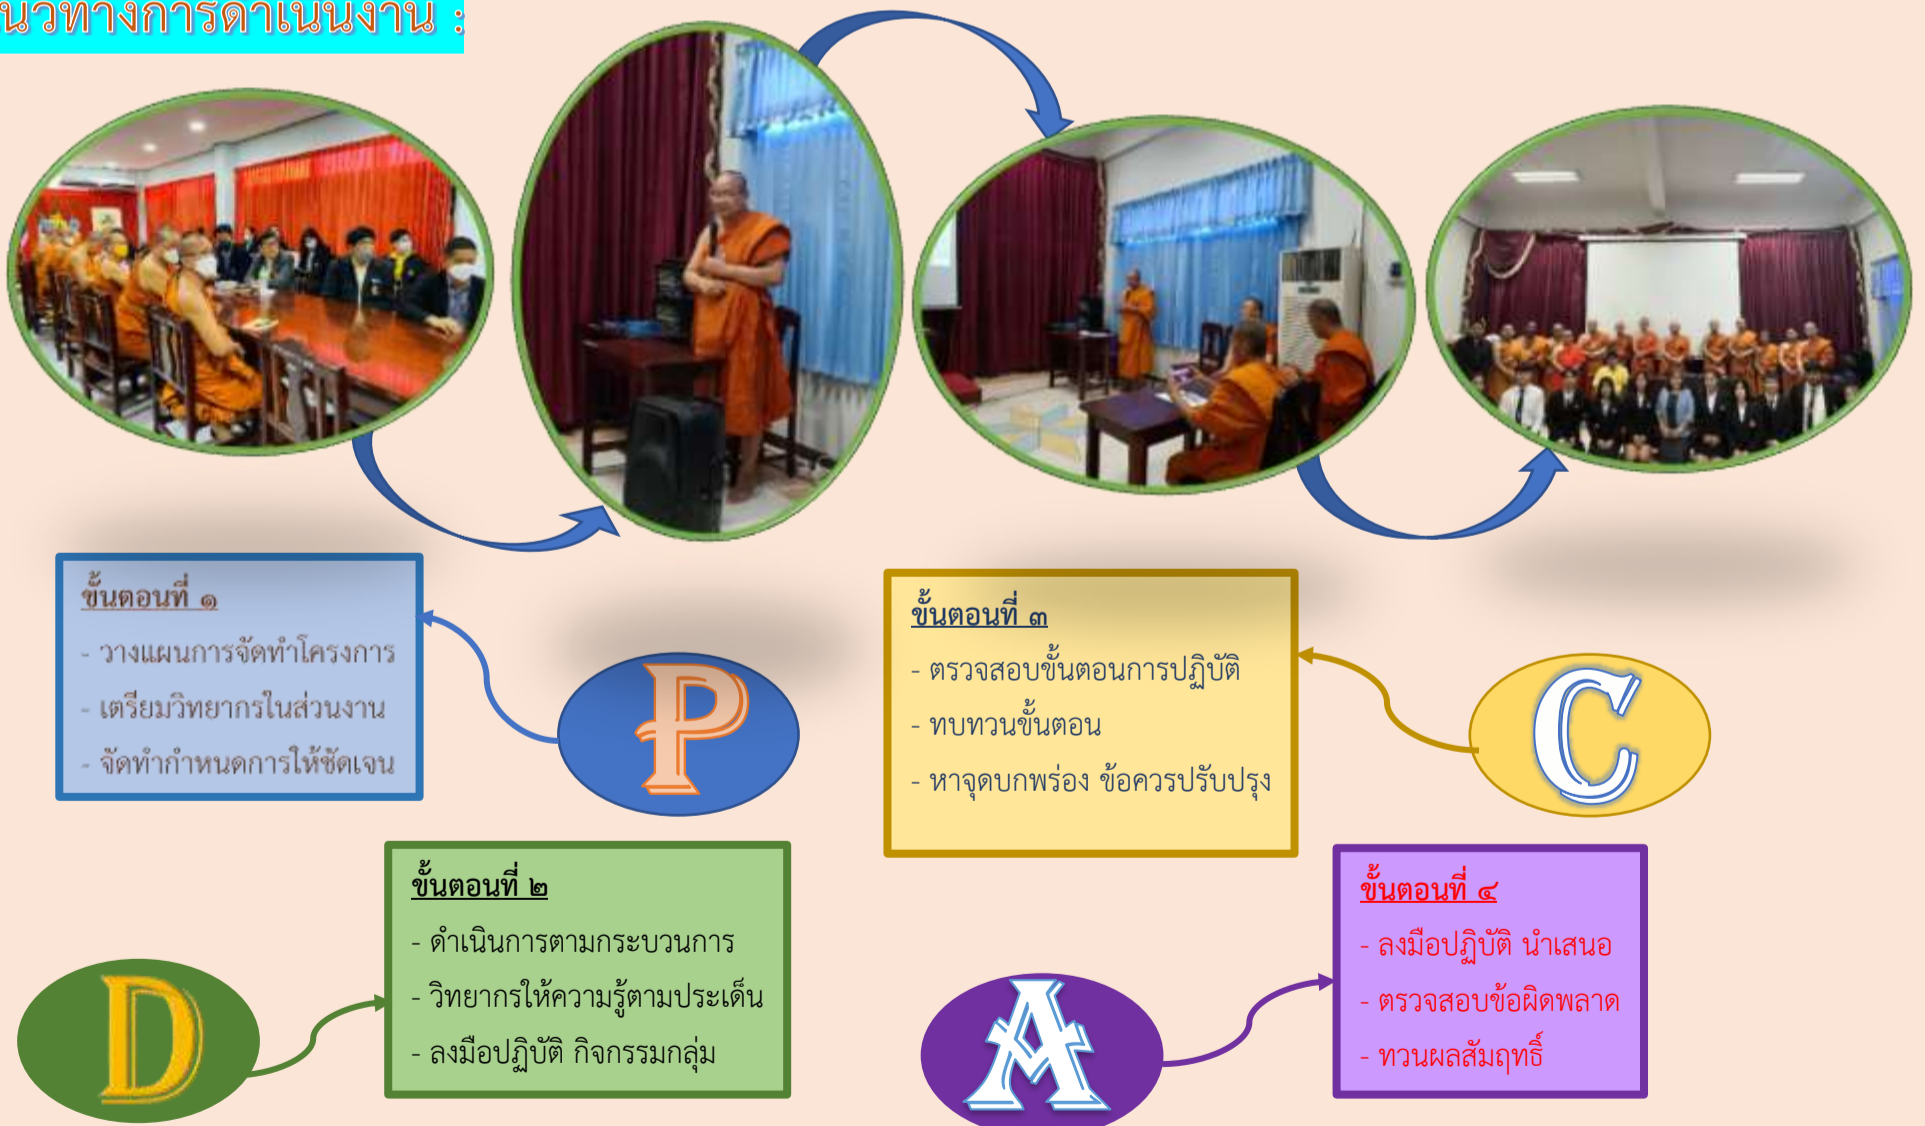 นวทางการดำเนินงาน :
ขั้นตอนที่ ๑
- วางแผนการจัดทำโครงการ
- เตรียมวิทยากรในส่วนงาน
- จัดทำกำหนดการให้ชัดเจน
P
ขั้นตอนที่ ๒
- ดำเนินการตามกระบวนการ
- วิทยากรให้ความรู้ตามประเด็น
- ลงมือปฏิบัติ กิจกรรมกลุ่ม
D
ขั้นตอนที่ ๓
- ตรวจสอบขั้นตอนการปฏิบัติ
- ทบทวนขั้นตอน
- หาจุดบกพร่อง ข้อควรปรับปรุง
C
ขั้นตอนที่ ๔
- ลงมือปฏิบัติ นำเสนอ
- ตรวจสอบข้อผิดพลาด
- ทวนผลสัมฤทธิ์
A